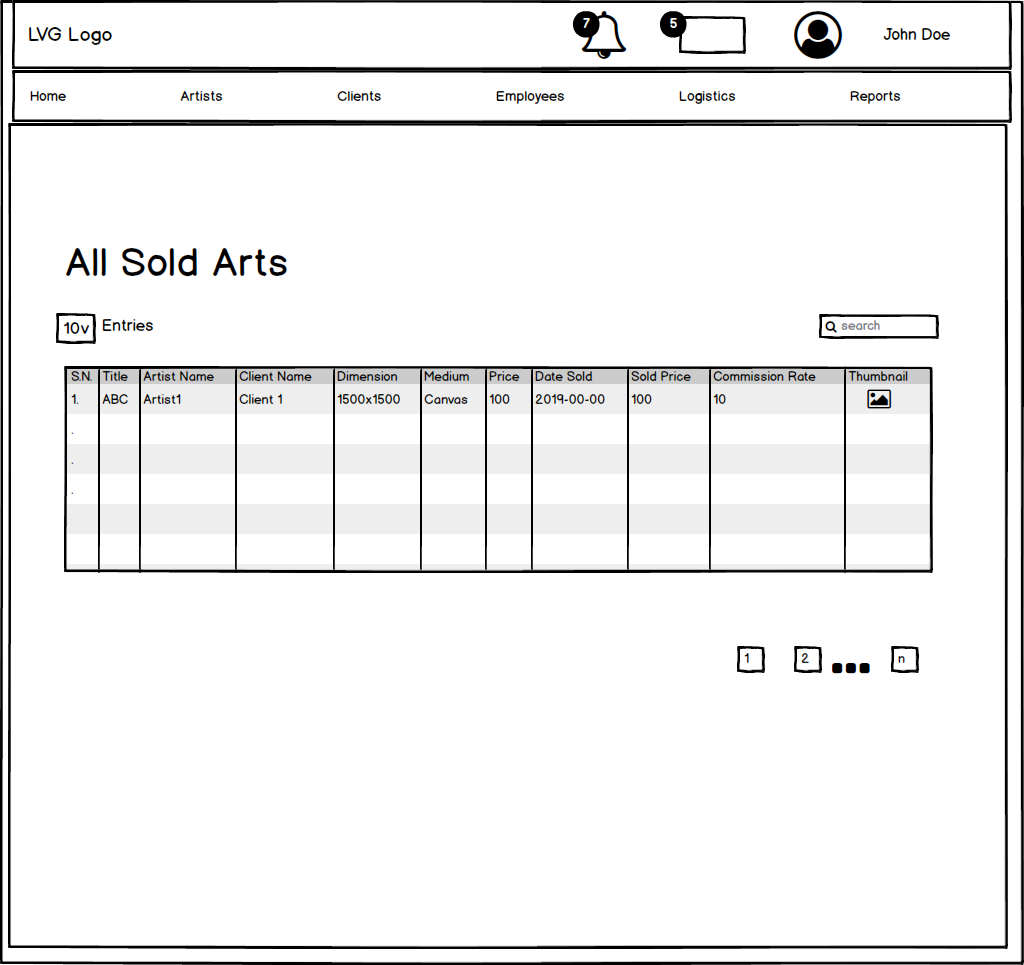 LVG Logo 7 5 John Doe
Home Artists Clients Employees Logistics Reports
All Sold Arts
10v Entries search
S.N. Title Artist Name Client Name Dimension Medium Price Date Sold Sold Price Commission Rate Thumbnail
1. ABC Artist1 Client 1 1500x1500 Canvas 100 2019-00-00 100 10
.
.
.
1 2 ... n